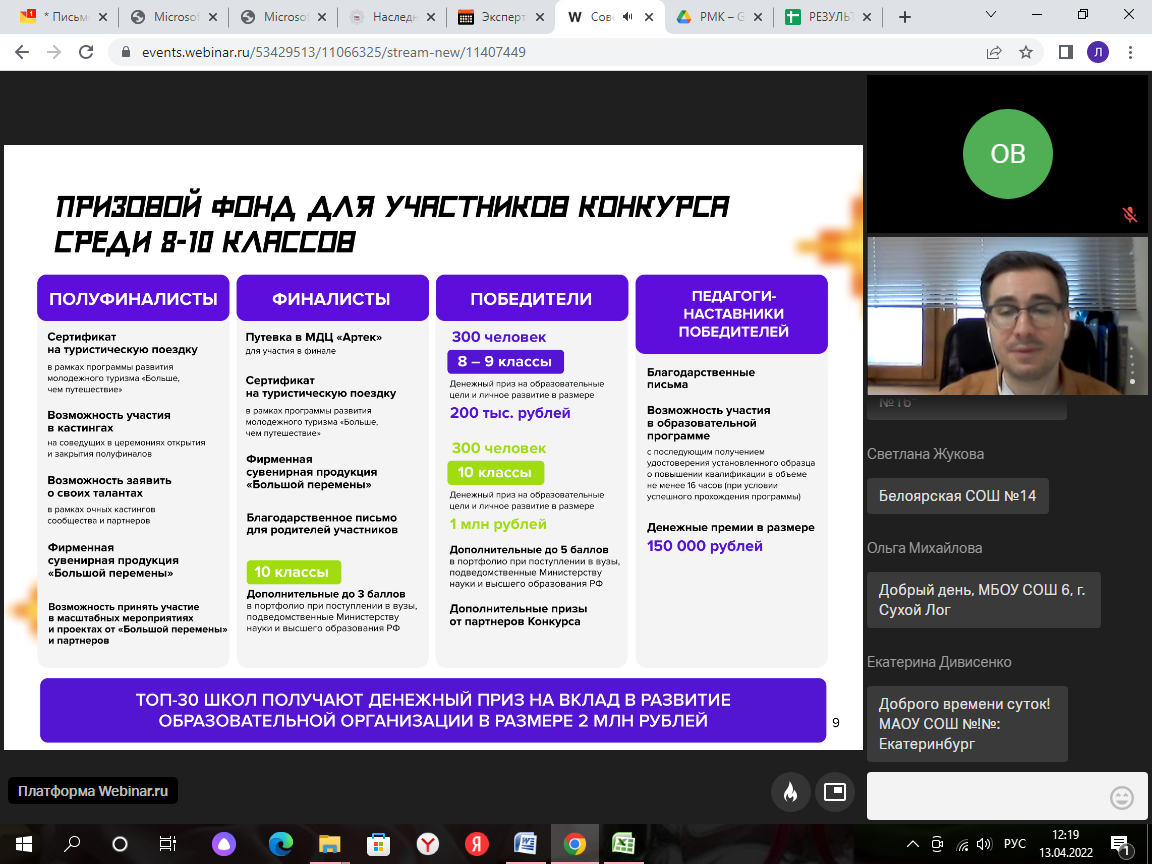 * Письм
Microsof
Microsof
Наслед
Эксперт
Сов
РМК – G
РЕЗУЛЬТ
events.webinar.ru/53429513/11066325/stream-new/11407449
Л
ПРИЗОВОЙ ФОНД ДЛЯ УЧАСТНИКОВ КОНКУРСА
СРЕДИ 8-10 КЛАССОВ
ПОЛУФИНАЛИСТЫ
Сертификат
на туристическую поездку
в рамках программы развития
молодежного туризма «Больше,
чем путешествие»
Возможность участия
в кастингах
на соведущих в церемониях открытия
и закрытия полуфиналов
Возможность заявить
о своих талантах
в рамках очных кастингов
сообщества и партнеров
Фирменная
сувенирная продукция
«Большой перемены»
Возможность принять участие
в масштабных мероприятиях
и проектах от «Большой перемены»
и партнеров
ФИНАЛИСТЫ
Путевка в МДЦ «Артек»
для участия в финале
Сертификат
на туристическую поездку
в рамках программы развития
молодежного туризма «Больше,
чем путешествие»
Фирменная
сувенирная продукция
«Большой перемены»
Благодарственное письмо
для родителей участников
10 классы
Дополнительные до 3 баллов
в портфолио при поступлении в вузы,
подведомственные Министерству
науки и высшего образования РФ
ПОБЕДИТЕЛИ
300 человек
8 – 9 классы
Денежный приз на образовательные
цели и личное развитие в размере
200 тыс. рублей
300 человек
10 классы
Денежный приз на образовательные
цели и личное развитие в размере
1 млн рублей
Дополнительные до 5 баллов
в портфолио при поступлении в вузы,
подведомственные Министерству
науки и высшего образования РФ
Дополнительные призы
от партнеров Конкурса
ПЕДАГОГИ-
НАСТАВНИКИ
ПОБЕДИТЕЛЕЙ
Благодарственные
письма
Возможность участия
в образовательной
программе
с последующим получением
удостоверения установленного образца
о повышении квалификации в объеме
не менее 16 часов (при условии
успешного прохождения программы)
Денежные премии в размере
150 000 рублей
ТОП-30 ШКОЛ ПОЛУЧАЮТ ДЕНЕЖНЫЙ ПРИЗ НА ВКЛАД В РАЗВИТИЕ
ОБРАЗОВАТЕЛЬНОЙ ОРГАНИЗАЦИИ В РАЗМЕРЕ 2 МЛН РУБЛЕЙ
9
ОВ
№16"
Светлана Жукова
Белоярская СОШ №14
Ольга Михайлова
Добрый день, МБОУ СОШ 6, г.
Сухой Лог
Екатерина Дивисенко
Доброго времени суток!
МАОУ СОШ №!№:
Екатеринбург
Платформа Webinar.ru
РУС
12:19
13.04.2022
1